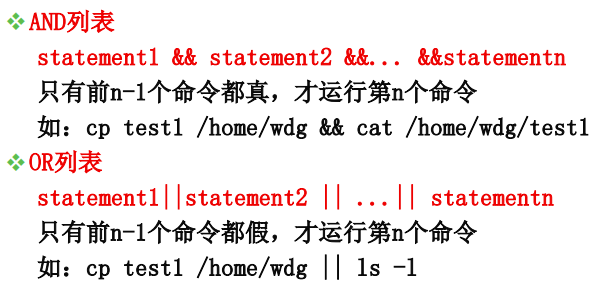 AND列表
statement1 && statement2 &&... &&statementn
只有前n-1个命令都真，才运行第n个命令
如：cp test1 /home/wdg && cat /home/wdg/test1
OR列表
statement1||statement2 || ...|| statementn
只有前n-1个命令都假，才运行第n个命令
如：cp test1 /home/wdg || ls -l